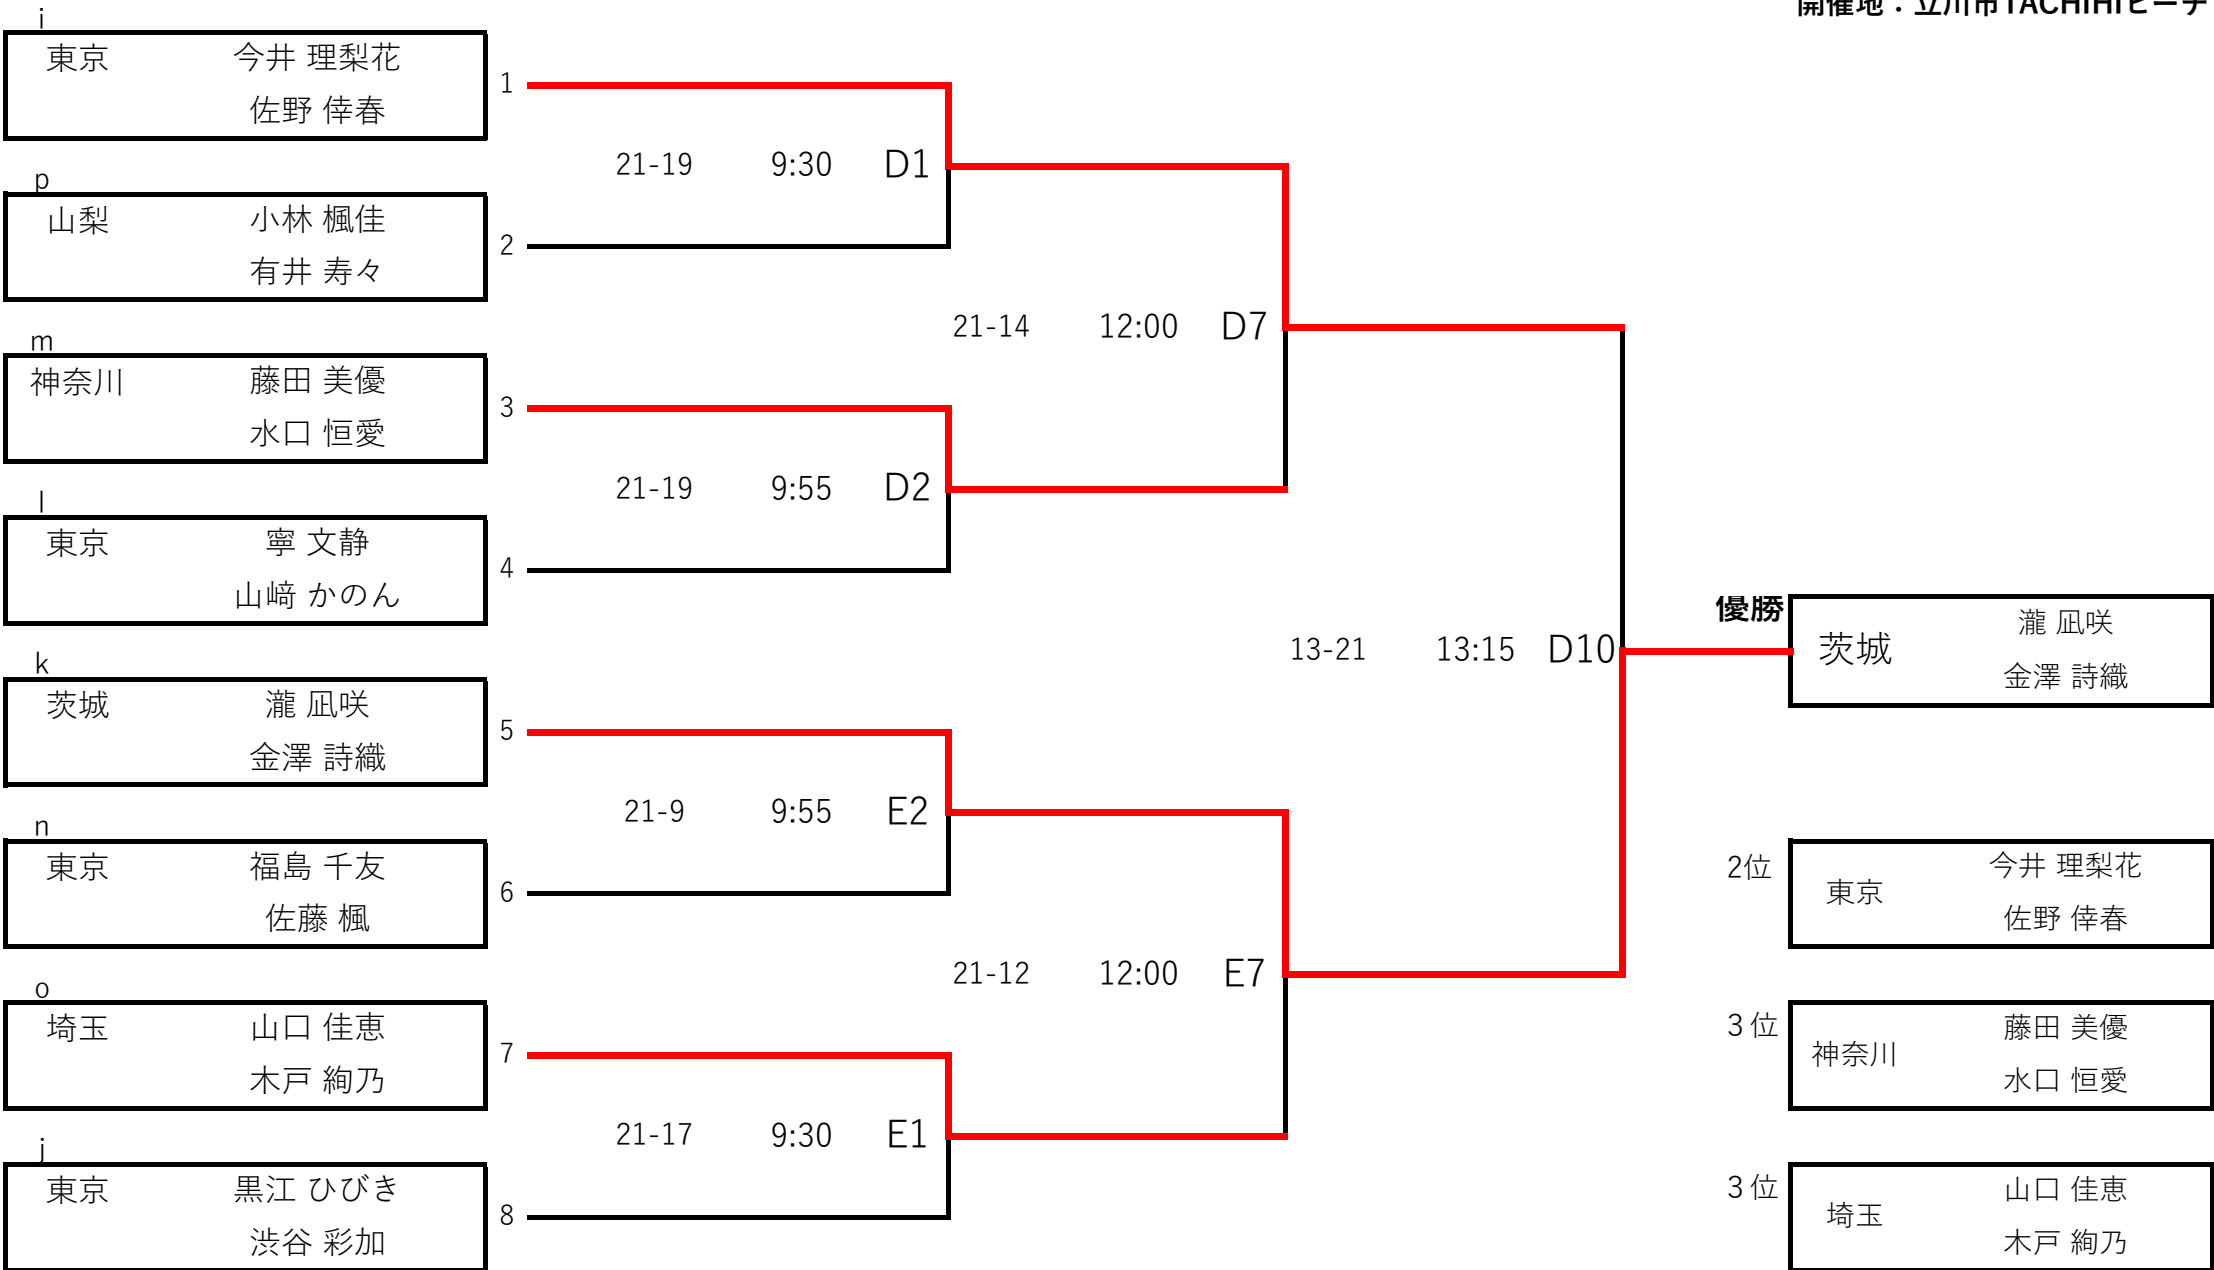 開催地：立川市TACHIHIビーチ
i
東京 今井 理梨花
佐野 倖春
1
21-19 9:30 D1
p
山梨 小林 楓佳
有井 寿々
2
21-14 12:00 D7
m
神奈川 藤田 美優
水口 恒愛
3
21-19 9:55 D2
l
東京 寧 文静
山﨑 かのん
4
13-21 13:15 D10
優勝
茨城 瀧 凪咲
金澤 詩織
k
茨城 瀧 凪咲
金澤 詩織
5
21-9 9:55 E2
n
東京 福島 千友
佐藤 楓
6
2位
東京 今井 理梨花
佐野 倖春
21-12 12:00 E7
o
埼玉 山口 佳恵
木戸 絢乃
7
３位
神奈川 藤田 美優
水口 恒愛
21-17 9:30 E1
j
東京 黒江 ひびき
渋谷 彩加
8
３位
埼玉 山口 佳恵
木戸 絢乃